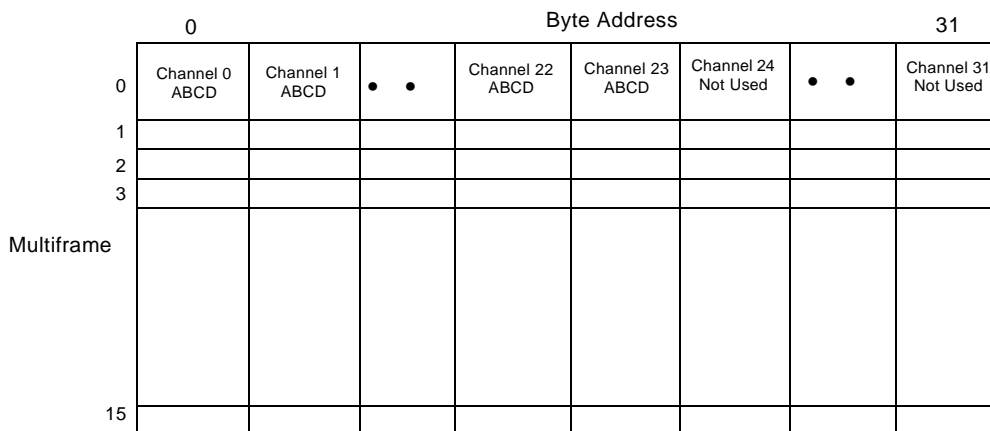 0 Byte Address 31
0 Channel 0 Channel 1 • • Channel 22 Channel 23 Channel 24 • • Channel 31
ABCD ABCD ABCD ABCD Not Used Not Used
1
2
3
Multiframe
15